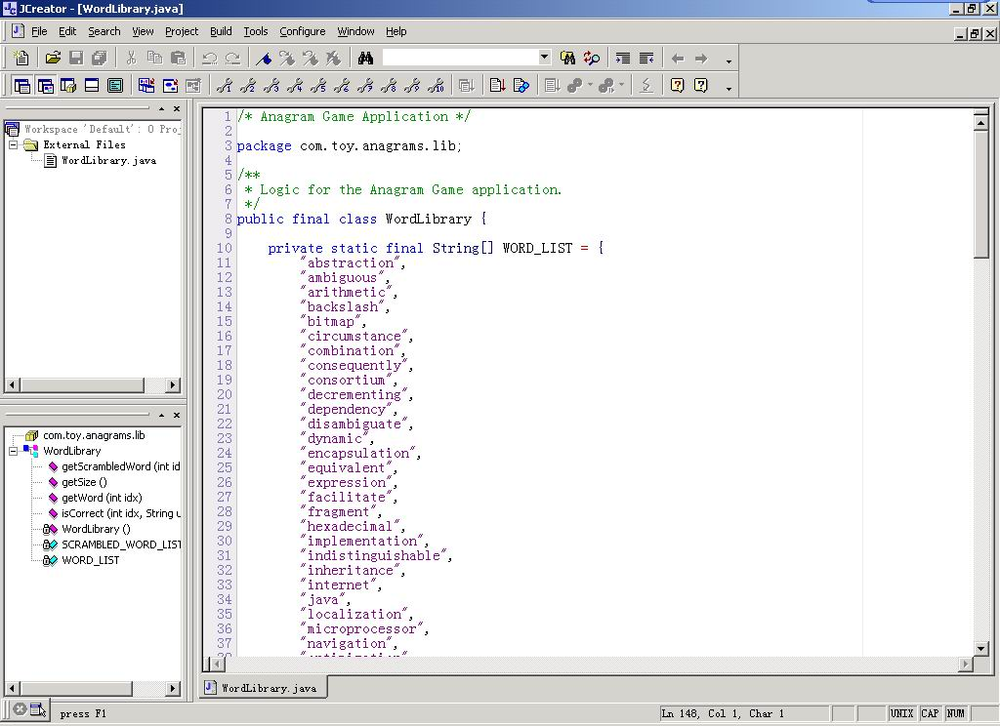 JCreator - [WordLibrary.java]
File Edit Search View Project Build Tools Configure Window Help
Workspace 'Default': 0 Proj
External Files
WordLibrary.java
com.toy.anagrams.lib
WordLibrary
getScrambledWord (int id
getSize ()
getWord (int idx)
isCorrect (int idx, String u
WordLibrary ()
SCRAMBLED_WORD_LIST
WORD_LIST
1 /* Anagram Game Application */
2
3 package com.toy.anagrams.lib;
4
5 /**
6 * Logic for the Anagram Game application.
7 */
8 public final class WordLibrary {
9
10 private static final String[] WORD_LIST = {
11 "abstraction",
12 "ambiguous",
13 "arithmetic",
14 "backslash",
15 "bitmap",
16 "circumstance",
17 "combination",
18 "consequently",
19 "consortium",
20 "decrementing",
21 "dependency",
22 "disambiguate",
23 "dynamic",
24 "encapsulation",
25 "equivalent",
26 "expression",
27 "facilitate",
28 "fragment",
29 "hexadecimal",
30 "implementation",
31 "indistinguishable",
32 "inheritance",
33 "internet",
34 "java",
35 "localization",
36 "microprocessor",
37 "navigation",
WordLibrary.java
press F1
Ln 148, Col 1, Char 1 UNIX CAP NUM